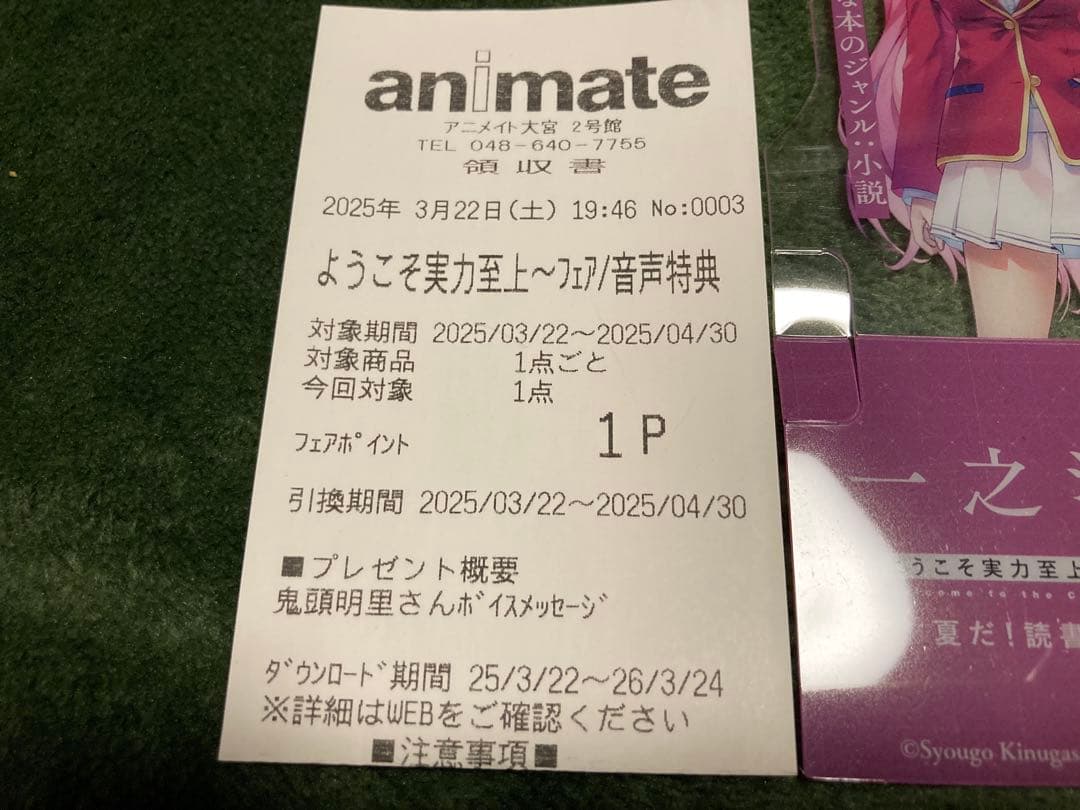 animate
アニメイト大宮 2号館
TEL 048-640-7755
領収書
2025年 3月22日(土) 19:46 No:0003
ようこそ実力至上～ﾌｪｱ/音声特典
対象期間 2025/03/22～2025/04/30
対象商品 1点ごと
今回対象 1点
ﾌｪｱﾎﾟｲﾝﾄ 1P
引換期間 2025/03/22～2025/04/30
■プレゼント概要
鬼頭明里さんﾎﾞｲｽﾒｯｾｰｼﾞ
ﾀﾞｳﾝﾛｰﾄﾞ期間 25/3/22～26/3/24
※詳細はWEBをご確認ください
■注意事項■
な本のジャンル:小説
一之
うこそ実力至上
come to the C
夏だ!読書
©Syougo Kinugas